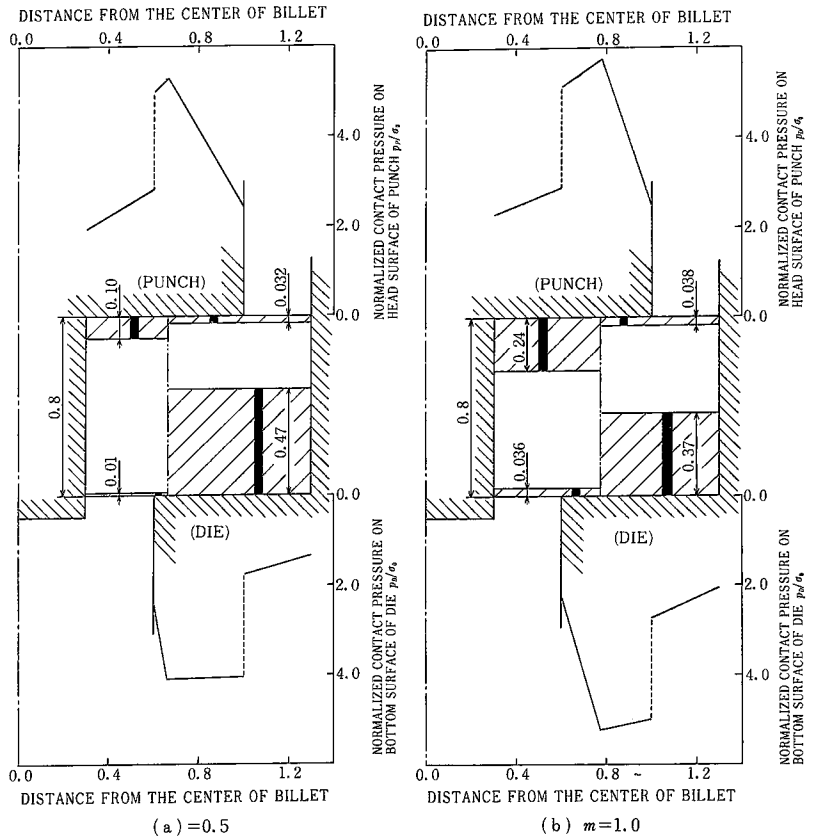 DISTANCE FROM THE CENTER OF BILLET
0.0 0.4 0.8 1.2
4.0
2.0
0.0
NORMALIZED CONTACT PRESSURE ON
HEAD SURFACE OF PUNCH
(PUNCH)
0.10
0.032
0.8
0.01
0.47
0.0
(DIE)
2.0
4.0
NORMALIZED CONTACT PRESSURE ON
BOTTOM SURFACE OF DIE
0.0 0.4 0.8 1.2
DISTANCE FROM THE CENTER OF BILLET
(a)=0.5
DISTANCE FROM THE CENTER OF BILLET
0.0 0.4 0.8 1.2
4.0
2.0
0.0
NORMALIZED CONTACT PRESSURE ON
HEAD SURFACE OF PUNCH
(PUNCH)
0.038
0.24
0.8
0.036
0.37
0.0
(DIE)
2.0
4.0
NORMALIZED CONTACT PRESSURE ON
BOTTOM SURFACE OF DIE
0.0 0.4 0.8 ~ 1.2
DISTANCE FROM THE CENTER OF BILLET
(b) m=1.0